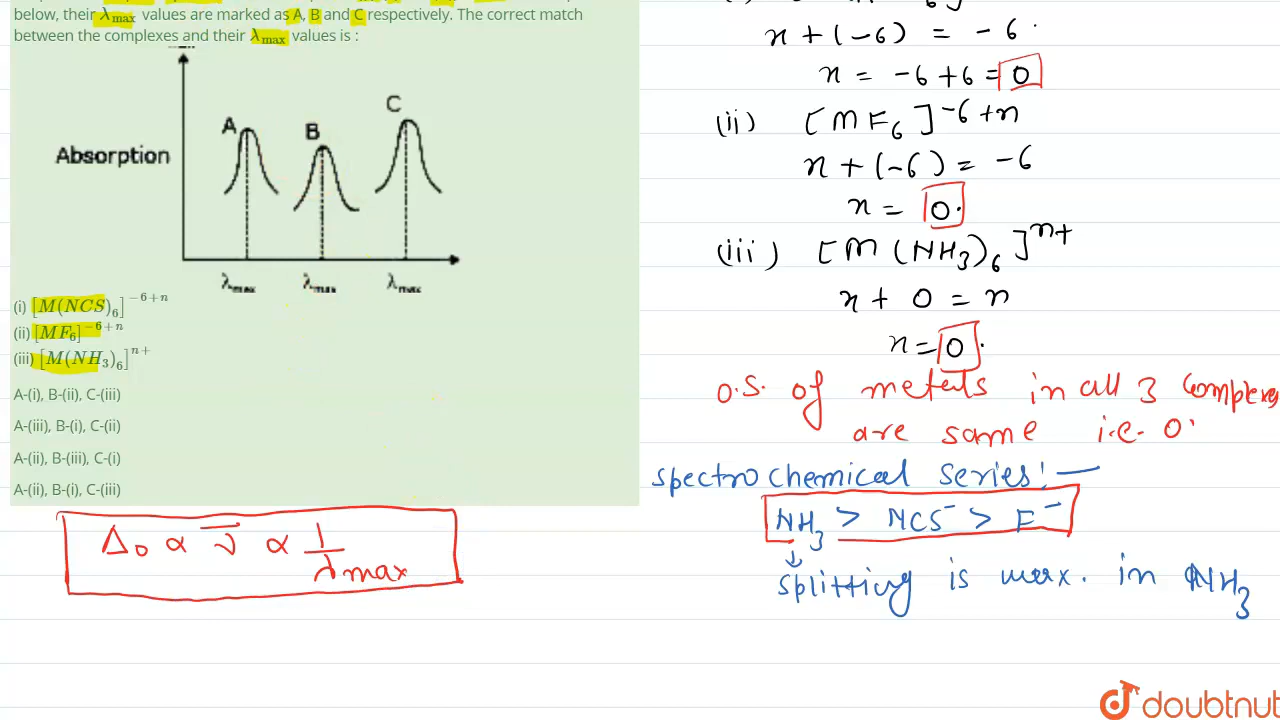 below, their λmax values are marked as A, B and C respectively. The correct match
between the complexes and their λmax values is :
A
B
C
Absorption
λmax λmax λmax
(i) [M(NCS)6]^-6+n
(ii) [MF6]^-6+n
(iii) [M(NH3)6]^n+
A-(i), B-(ii), C-(iii)
A-(iii), B-(i), C-(ii)
A-(ii), B-(iii), C-(i)
A-(ii), B-(i), C-(iii)
Δo ∝ ν̅ ∝ 1/λmax
n + (-6) = -6
n = -6 + 6 = 0
(ii) [MF6]^-6+n
n + (-6) = -6
n = 0.
(iii) [M(NH3)6]^n+
n + 0 = n
n = 0.
O.S. of metals in all 3 complexes
are same i.e. 0
spectrochemical series:-
NH3 > NCS- > F-
↓
splitting is max. in NH3
doubtnut